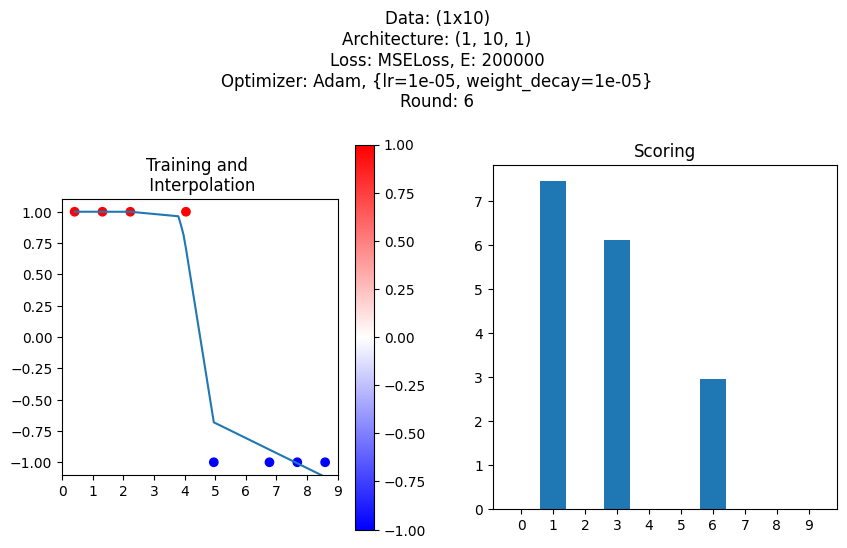 Data: (1x10)
Architecture: (1, 10, 1)
Loss: MSELoss, E: 200000
Optimizer: Adam, {lr=1e-05, weight_decay=1e-05}
Round: 6
Training and
Interpolation
1.00
0.75
0.50
0.25
0.00
−0.25
−0.50
−0.75
−1.00
0 1 2 3 4 5 6 7 8 9
1.00
0.75
0.50
0.25
0.00
−0.25
−0.50
−0.75
−1.00
Scoring
7
6
5
4
3
2
1
0
0 1 2 3 4 5 6 7 8 9